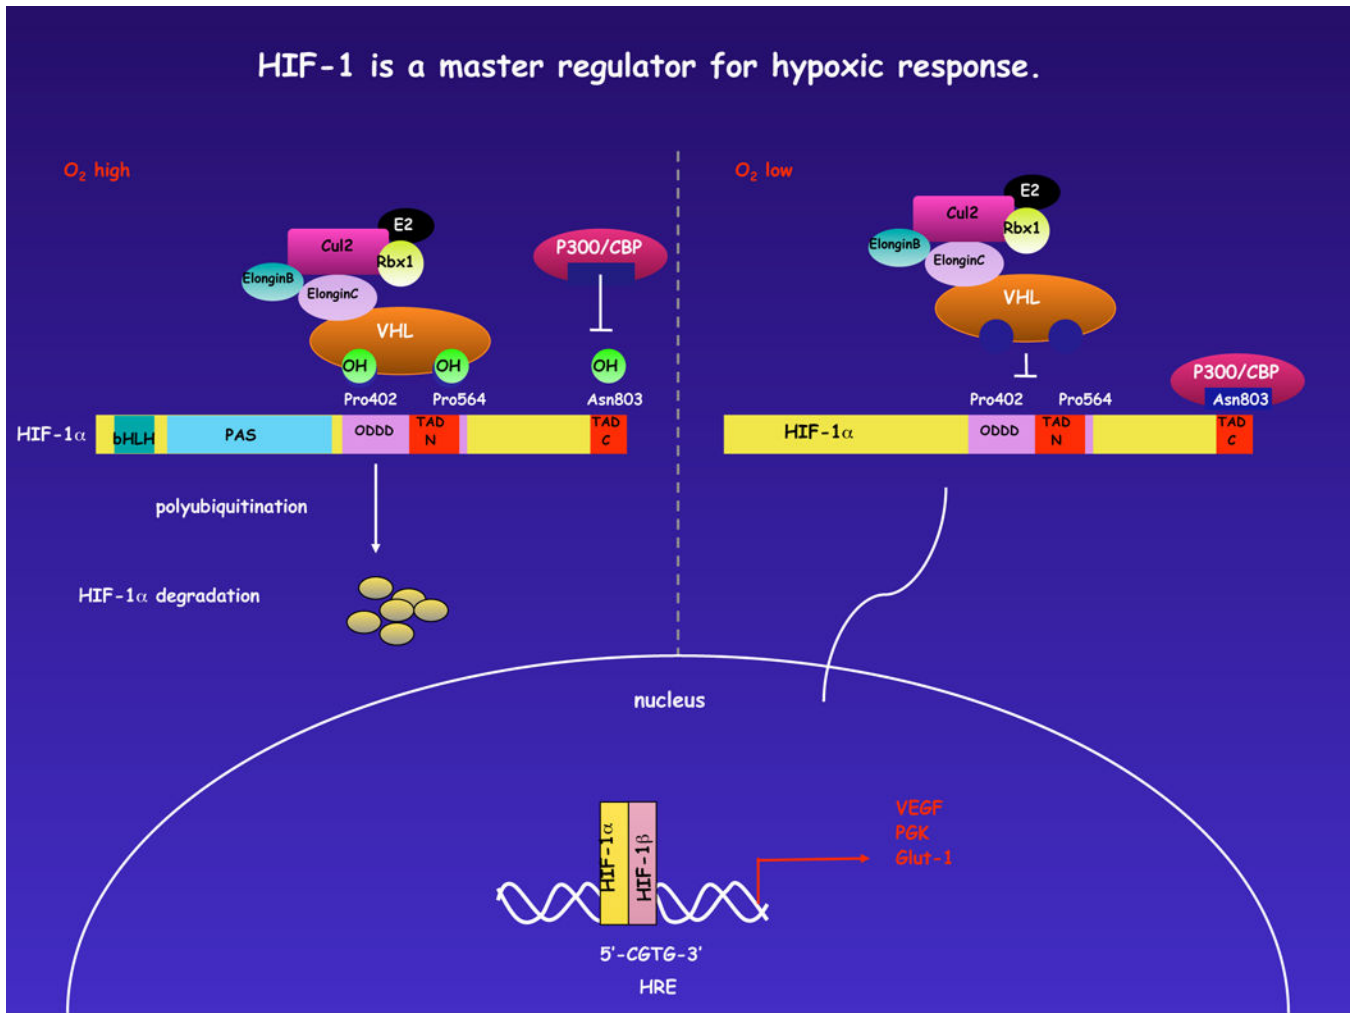 HIF-1 is a master regulator for hypoxic response.
O₂ high
E2
Cul2
Rbx1
ElonginB
ElonginC
VHL
OH
OH
P300/CBP
OH
Pro402
Pro564
Asn803
HIF-1α
bHLH
PAS
ODDD
TAD
N
TAD
C
polyubiquitination
HIF-1α degradation
O₂ low
E2
Cul2
Rbx1
ElonginB
ElonginC
VHL
P300/CBP
Pro402
Pro564
Asn803
HIF-1α
ODDD
TAD
N
TAD
C
nucleus
HIF-1α
HIF-1β
VEGF
PGK
Glut-1
5'-CGTG-3'
HRE